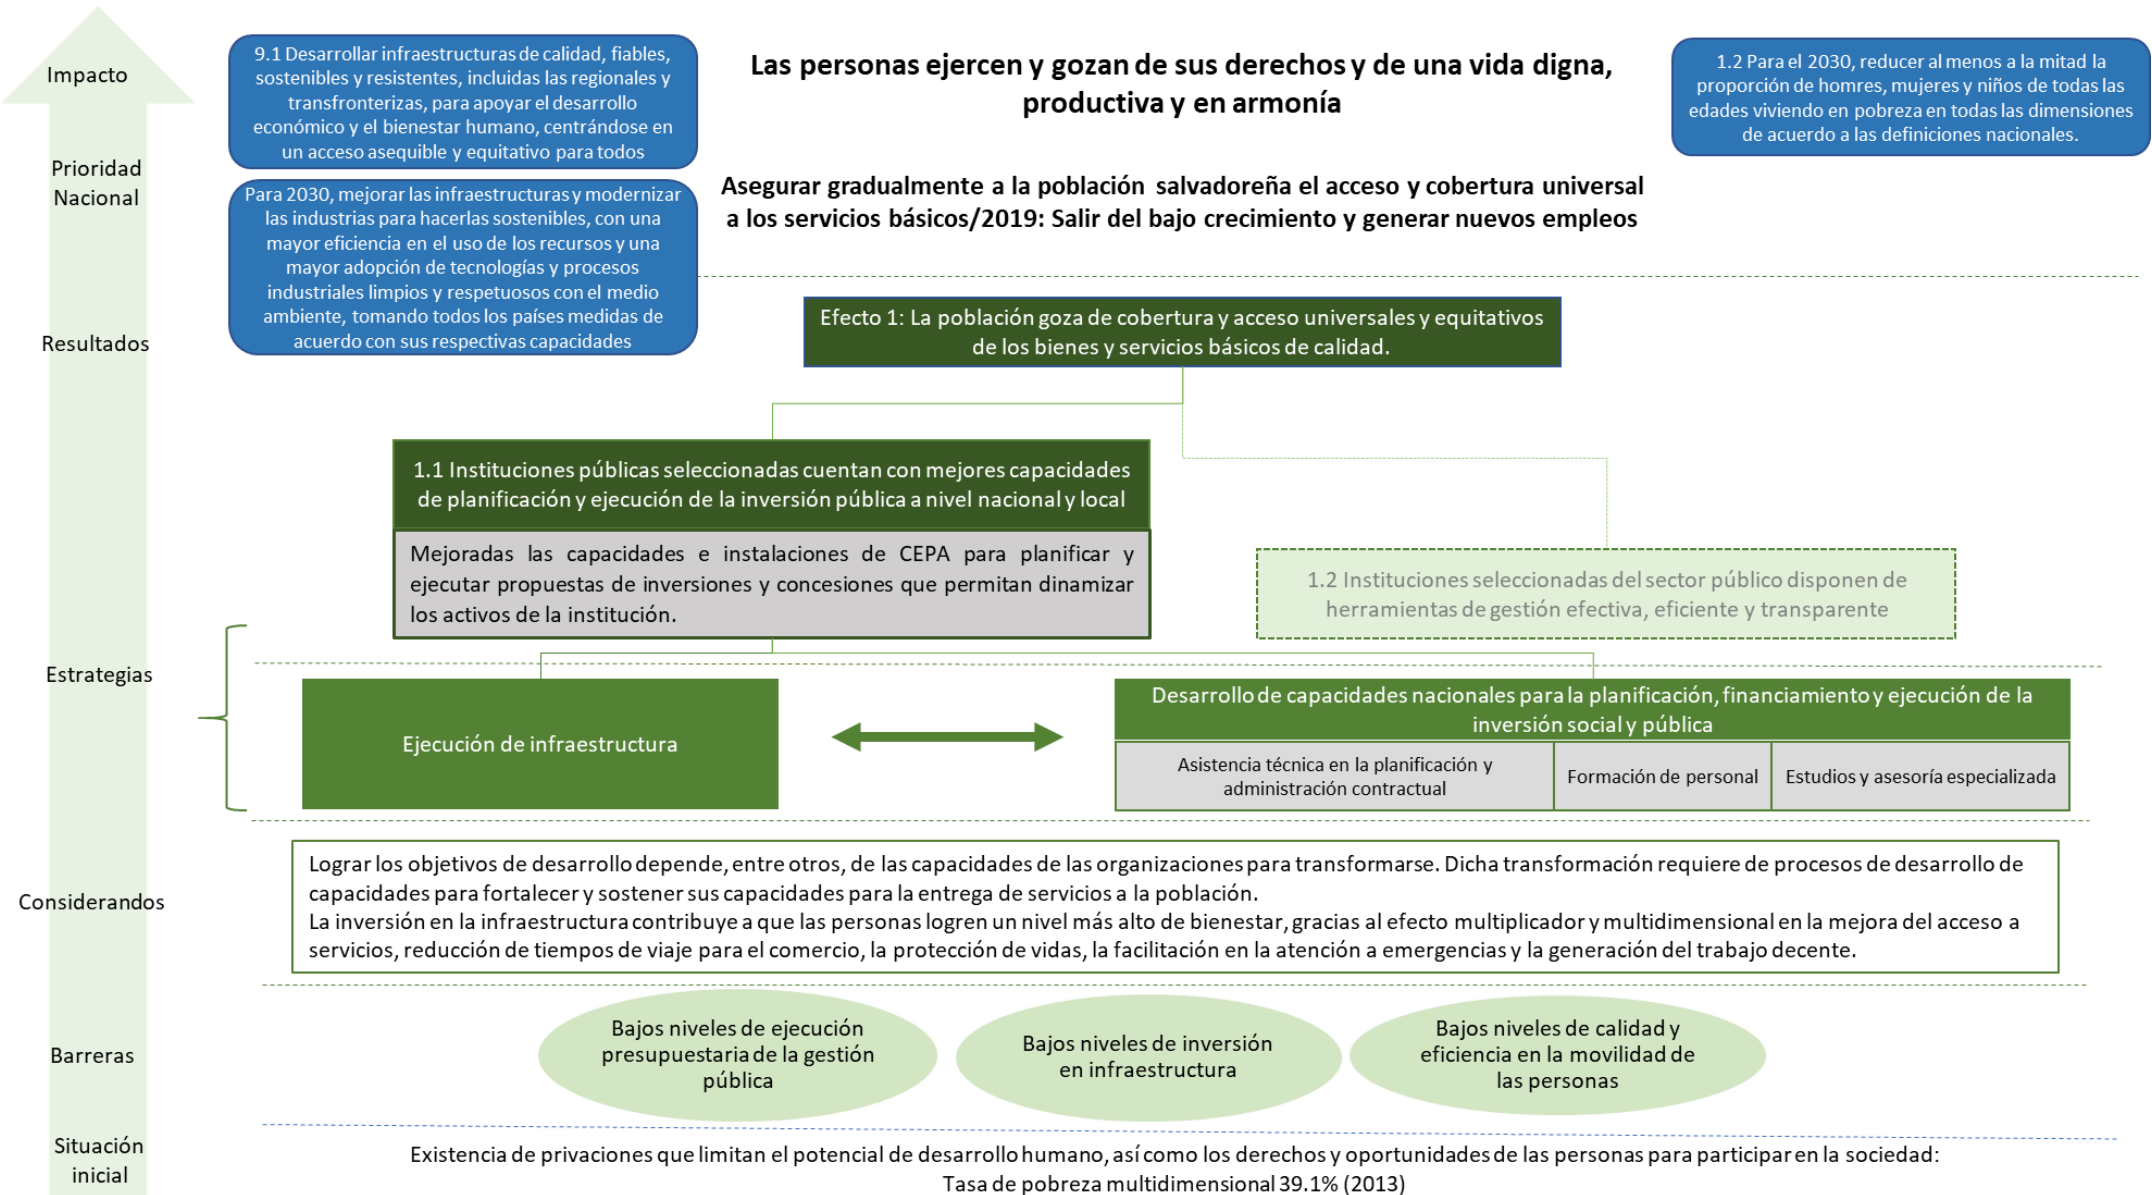 Impacto
9.1 Desarrollar infraestructuras de calidad, fiables,
sostenibles y resistentes, incluidas las regionales y
transfronterizas, para apoyar el desarrollo
económico y el bienestar humano, centrándose en
un acceso asequible y equitativo para todos
Las personas ejercen y gozan de sus derechos y de una vida digna,
productiva y en armonía
1.2 Para el 2030, reducer al menos a la mitad la
proporción de homres, mujeres y niños de todas las
edades viviendo en pobreza en todas las dimensiones
de acuerdo a las definiciones nacionales.
Prioridad
Nacional
Para 2030, mejorar las infraestructuras y modernizar
las industrias para hacerlas sostenibles, con una
mayor eficiencia en el uso de los recursos y una
mayor adopción de tecnologías y procesos
industriales limpios y respetuosos con el medio
ambiente, tomando todos los países medidas de
acuerdo con sus respectivas capacidades
Asegurar gradualmente a la población salvadoreña el acceso y cobertura universal
a los servicios básicos/2019: Salir del bajo crecimiento y generar nuevos empleos
Resultados
Efecto 1: La población goza de cobertura y acceso universales y equitativos
de los bienes y servicios básicos de calidad.
1.1 Instituciones públicas seleccionadas cuentan con mejores capacidades
de planificación y ejecución de la inversión pública a nivel nacional y local
Mejoradas las capacidades e instalaciones de CEPA para planificar y
ejecutar propuestas de inversiones y concesiones que permitan dinamizar
los activos de la institución.
1.2 Instituciones seleccionadas del sector público disponen de
herramientas de gestión efectiva, eficiente y transparente
Estrategias
Ejecución de infraestructura
Desarrollo de capacidades nacionales para la planificación, financiamiento y ejecución de la
inversión social y pública
Asistencia técnica en la planificación y
administración contractual
Formación de personal
Estudios y asesoría especializada
Considerandos
Lograr los objetivos de desarrollo depende, entre otros, de las capacidades de las organizaciones para transformarse. Dicha transformación requiere de procesos de desarrollo de
capacidades para fortalecer y sostener sus capacidades para la entrega de servicios a la población.
La inversión en la infraestructura contribuye a que las personas logren un nivel más alto de bienestar, gracias al efecto multiplicador y multidimensional en la mejora del acceso a
servicios, reducción de tiempos de viaje para el comercio, la protección de vidas, la facilitación en la atención a emergencias y la generación del trabajo decente.
Barreras
Bajos niveles de ejecución
presupuestaria de la gestión
pública
Bajos niveles de inversión
en infraestructura
Bajos niveles de calidad y
eficiencia en la movilidad de
las personas
Situación
inicial
Existencia de privaciones que limitan el potencial de desarrollo humano, así como los derechos y oportunidades de las personas para participar en la sociedad:
Tasa de pobreza multidimensional 39.1% (2013)